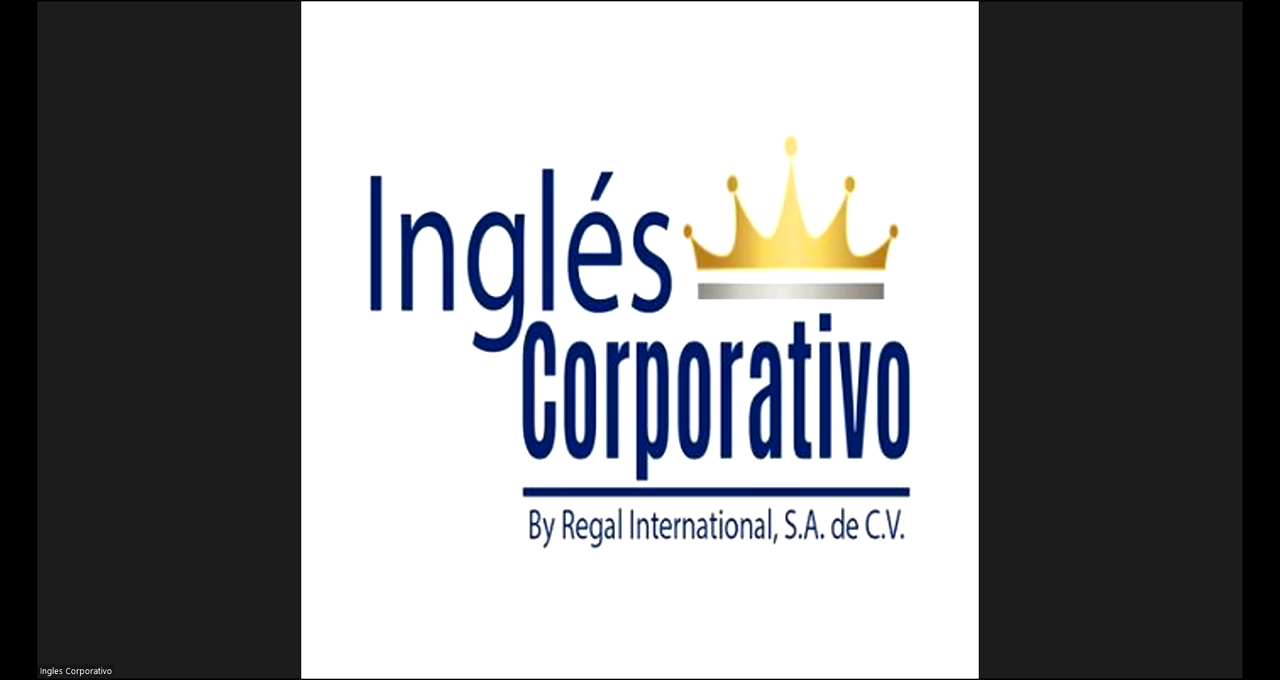 Inglés
Corporativo
By Regal International, S.A. de C.V.
Ingles Corporativo